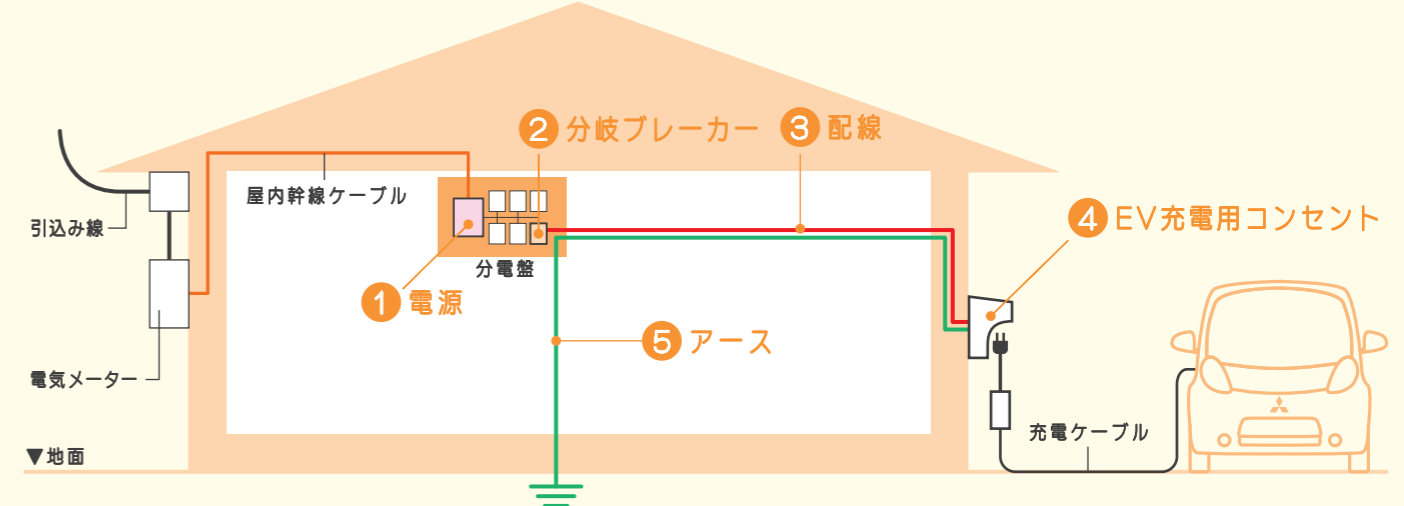 ②分岐ブレーカー
③配線
屋内幹線ケーブル
引込み線
④EV充電用コンセント
分電盤
①電源
⑤アース
電気メーター
充電ケーブル
▼地面